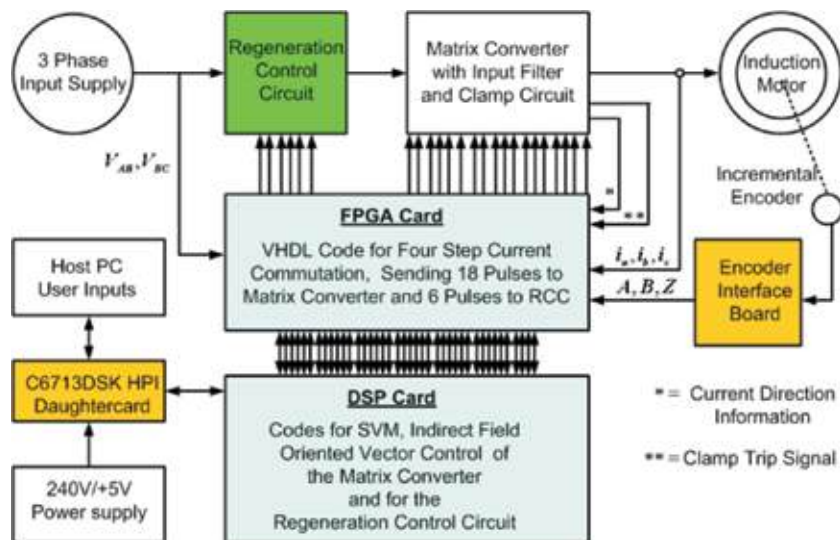 3 Phase
Input Supply
Regeneration
Control
Circuit
Matrix Converter
with Input Filter
and Clamp Circuit
Induction
Motor
V_AB, V_BC
*
**
Incremental
Encoder
FPGA Card
VHDL Code for Four Step Current
Commutation, Sending 18 Pulses to
Matrix Converter and 6 Pulses to RCC
i_a, i_b, i_c
A, B, Z
Encoder
Interface
Board
Host PC
User Inputs
C6713DSK HPI
Daughtercard
240V/+5V
Power supply
DSP Card
Codes for SVM, Indirect Field
Oriented Vector Control of
the Matrix Converter
and for the
Regeneration Control Circuit
* = Current Direction
Information
** = Clamp Trip Signal